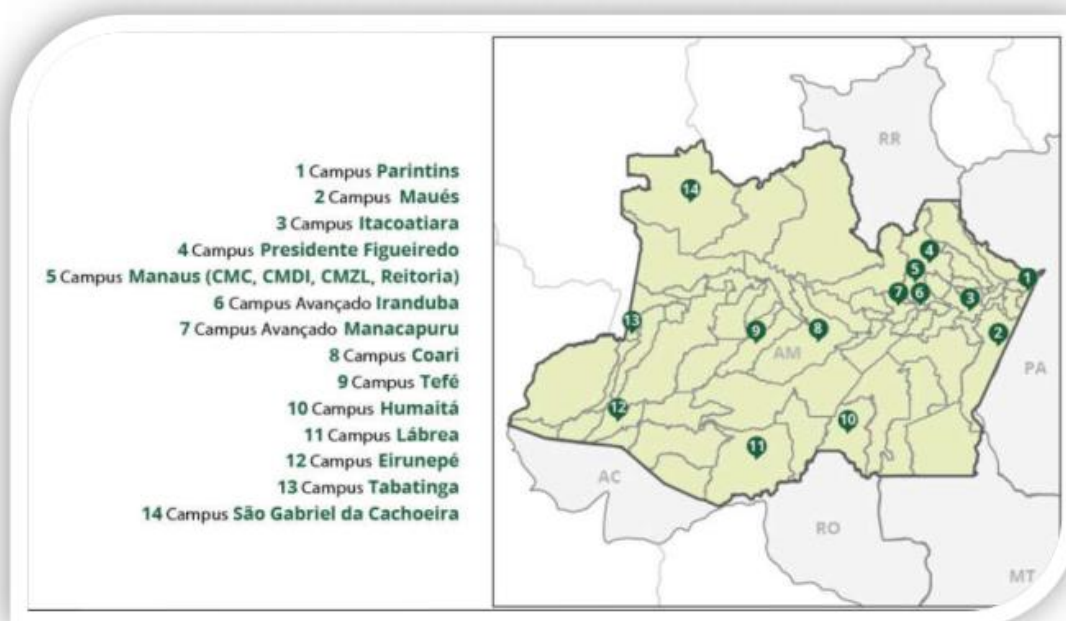 1 Campus Parintins
2 Campus Maués
3 Campus Itacoatiara
4 Campus Presidente Figueiredo
5 Campus Manaus (CMC, CMDI, CMZL, Reitoria)
6 Campus Avançado Iranduba
7 Campus Avançado Manacapuru
8 Campus Coari
9 Campus Tefé
10 Campus Humaitá
11 Campus Lábrea
12 Campus Eirunepé
13 Campus Tabatinga
14 Campus São Gabriel da Cachoeira
RR
14
4
5
1
7
6
3
13
9
8
2
AM
PA
12
10
11
AC
RO
MT